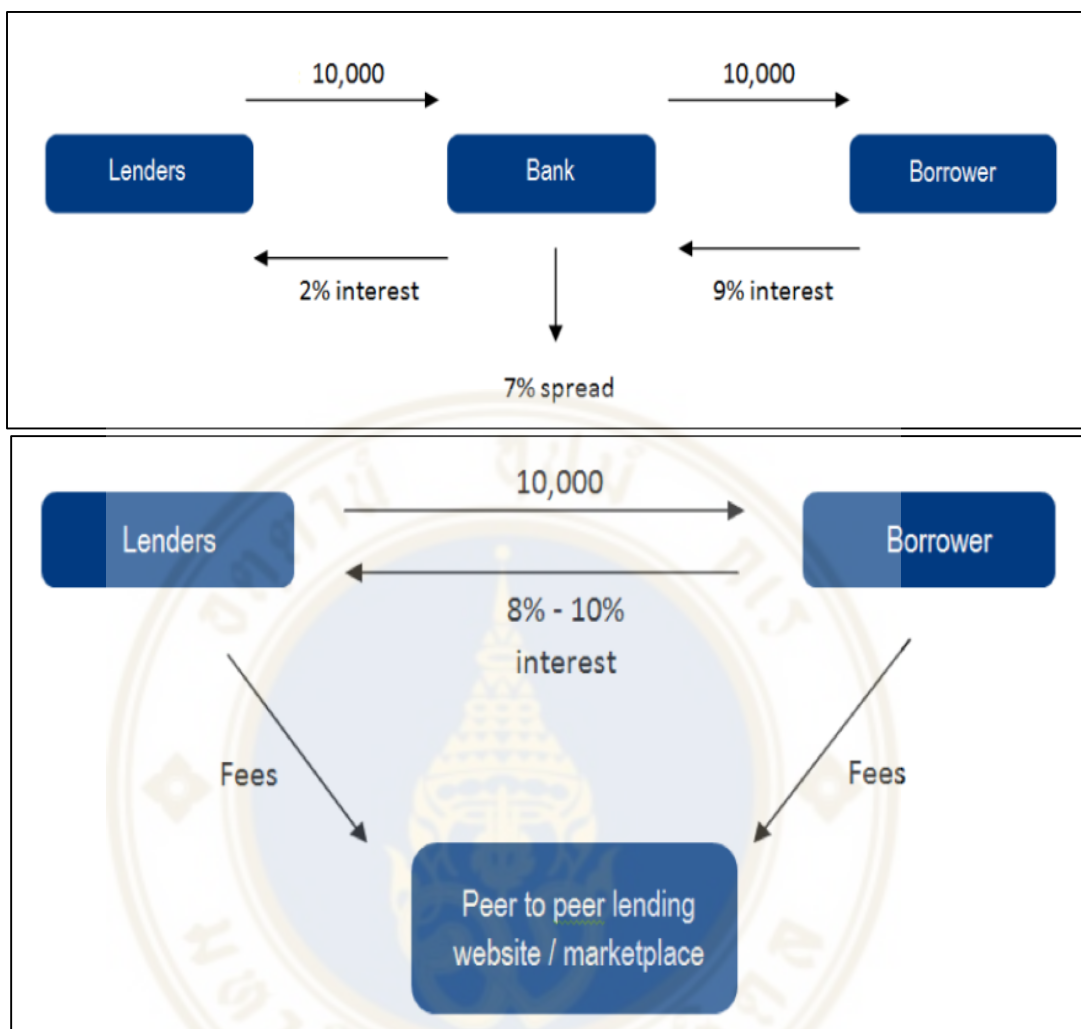 10,000
10,000
Lenders
Bank
Borrower
2% interest
9% interest
7% spread
10,000
Lenders
Borrower
8% - 10%
interest
Fees
Fees
Peer to peer lending
website / marketplace